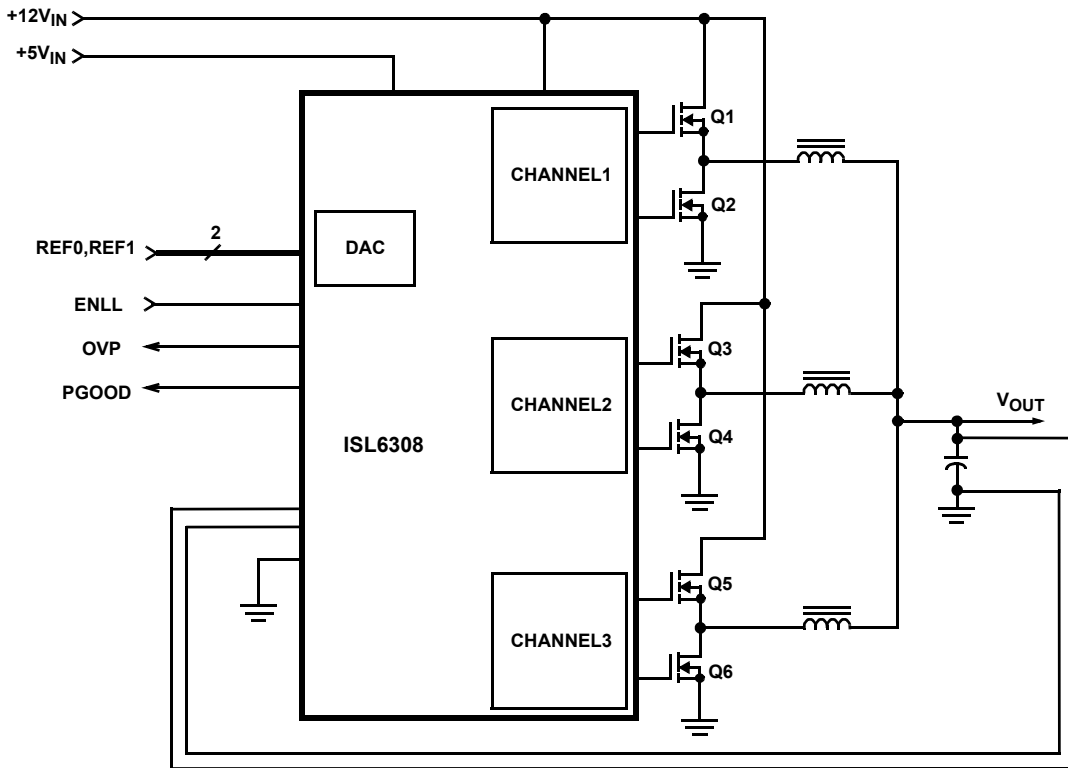 +12VIN
+5VIN
Q1
CHANNEL1
Q2
2
REF0,REF1
DAC
ENLL
OVP
Q3
PGOOD
CHANNEL2
VOUT
Q4
ISL6308
Q5
CHANNEL3
Q6